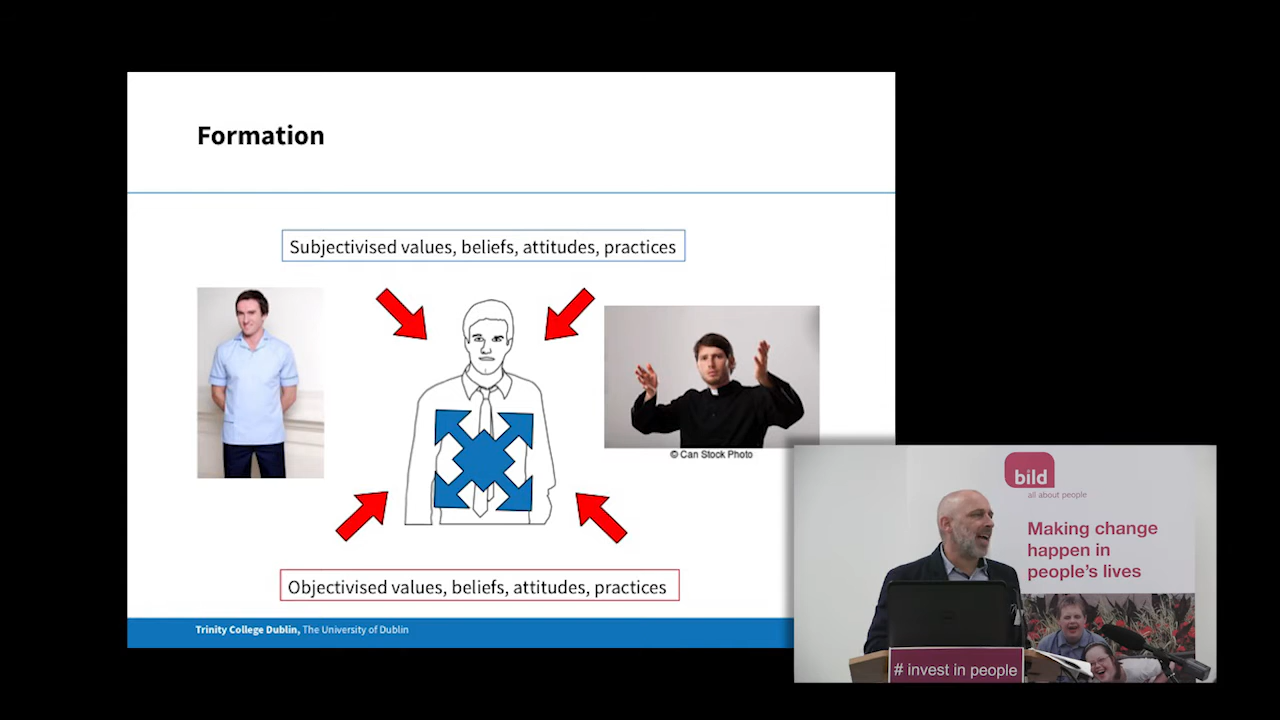 Formation
Subjectivised values, beliefs, attitudes, practices
© Can Stock Photo
Objectivised values, beliefs, attitudes, practices
Trinity College Dublin, The University of Dublin
bild
all about people
Making change
happen in
people's lives
# invest in people